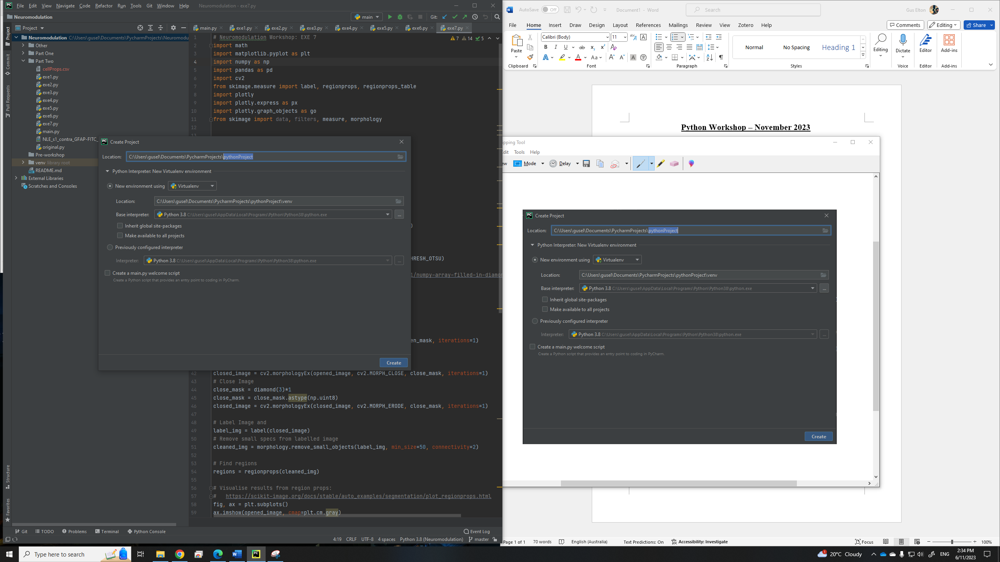 File Edit View Navigate Code Refactor Run Tools Git Window Help Neuromodulation - exe7.py
Neuromodulation
main
Git:
Project
main.py exe1.py exe2.py exe3.py exe4.py exe5.py exe6.py exe7.py
Project
Commit
Pull Requests
Structure
Favorites
Neuromodulation C:\Users\gusel\Documents\PycharmProjects\Neuromodu
Other
Part One
Part Two
cellProps.csv
exe1.py
exe2.py
exe3.py
exe4.py
exe5.py
exe6.py
exe7.py
main.py
NLE_s1_contra_GFAP-FITC_
original.py
Pre-workshop
venv library root
README.md
External Libraries
Scratches and Consoles
7 14 5
1 # Neuromodulation Workshop: EXE 7
2 import math
3 import matplotlib.pyplot as plt
4 import numpy as np
5 import pandas as pd
6 import cv2
7 from skimage.measure import label, regionprops, regionprops_table
8 import plotly
9 import plotly.express as px
10 import plotly.graph_objects as go
11 from skimage import data, filters, measure, morphology
12
)
HRESH_OTSU)
1/numpy-array-filled-in-diamon
en_mask, iterations=1)
42 closed_image = cv2.morphologyEx(opened_image, cv2.MORPH_CLOSE, close_mask, iterations=1)
43 # Close Image
44 close_mask = diamond(3)*1
45 close_mask = close_mask.astype(np.uint8)
46 closed_image = cv2.morphologyEx(closed_image, cv2.MORPH_ERODE, close_mask, iterations=1)
47
48 # Label Image and
49 label_img = label(closed_image)
50 # Remove small specs from labelled image
51 cleaned_img = morphology.remove_small_objects(label_img, min_size=50, connectivity=2)
52
53 # Find regions
54 regions = regionprops(cleaned_img)
55
56 # Visualise results from region props:
57 # https://scikit-image.org/docs/stable/auto_examples/segmentation/plot_regionprops.html
58 fig, ax = plt.subplots()
59 ax.imshow(opened_image, cmap=plt.cm.gray)
Create Project
Location: C:\Users\gusel\Documents\PycharmProjects\pythonProject
Python Interpreter: New Virtualenv environment
New environment using Virtualenv
Location: C:\Users\gusel\Documents\PycharmProjects\pythonProject\venv
Base interpreter: Python 3.8 C:\Users\gusel\AppData\Local\Programs\Python\Python38\python.exe
...
Inherit global site-packages
Make available to all projects
Previously configured interpreter
Interpreter: Python 3.8 C:\Users\gusel\AppData\Local\Programs\Python\Python38\python.exe
...
Create a main.py welcome script
Create a Python script that provides an entry point to coding in PyCharm.
Create
Git TODO Problems Terminal Python Console Event Log
4:19 CRLF UTF-8 4 spaces Python 3.8 (Neuromodulation) master
AutoSave Off Document1 - Word Search Gus Elton
File Home Insert Draw Design Layout References Mailings Review View Zotero Help Comments Editing Share
Paste
Calibri (Body) 11
B I U ab x₂ x²
A Aa A A A
Normal No Spacing Heading 1
Editing Dictate Editor Add-ins
Clipboard Font Paragraph Styles Voice Editor Add-ins
Python Workshop – November 2023
pping Tool
dit Tools Help
ew Mode Delay
Create Project
Location: C:\Users\gusel\Documents\PycharmProjects\pythonProject
Python Interpreter: New Virtualenv environment
New environment using Virtualenv
Location: C:\Users\gusel\Documents\PycharmProjects\pythonProject\venv
Base interpreter: Python 3.8 C:\Users\gusel\AppData\Local\Programs\Python\Python38\python.exe
...
Inherit global site-packages
Make available to all projects
Previously configured interpreter
Interpreter: Python 3.8 C:\Users\gusel\AppData\Local\Programs\Python\Python38\python.exe
...
Create a main.py welcome script
Create a Python script that provides an entry point to coding in PyCharm.
Create
Page 1 of 1 70 words English (Australia) Text Predictions: On Accessibility: Investigate Focus 100%
Type here to search
1 20°C Cloudy ENG 2:34 PM
6/11/2023